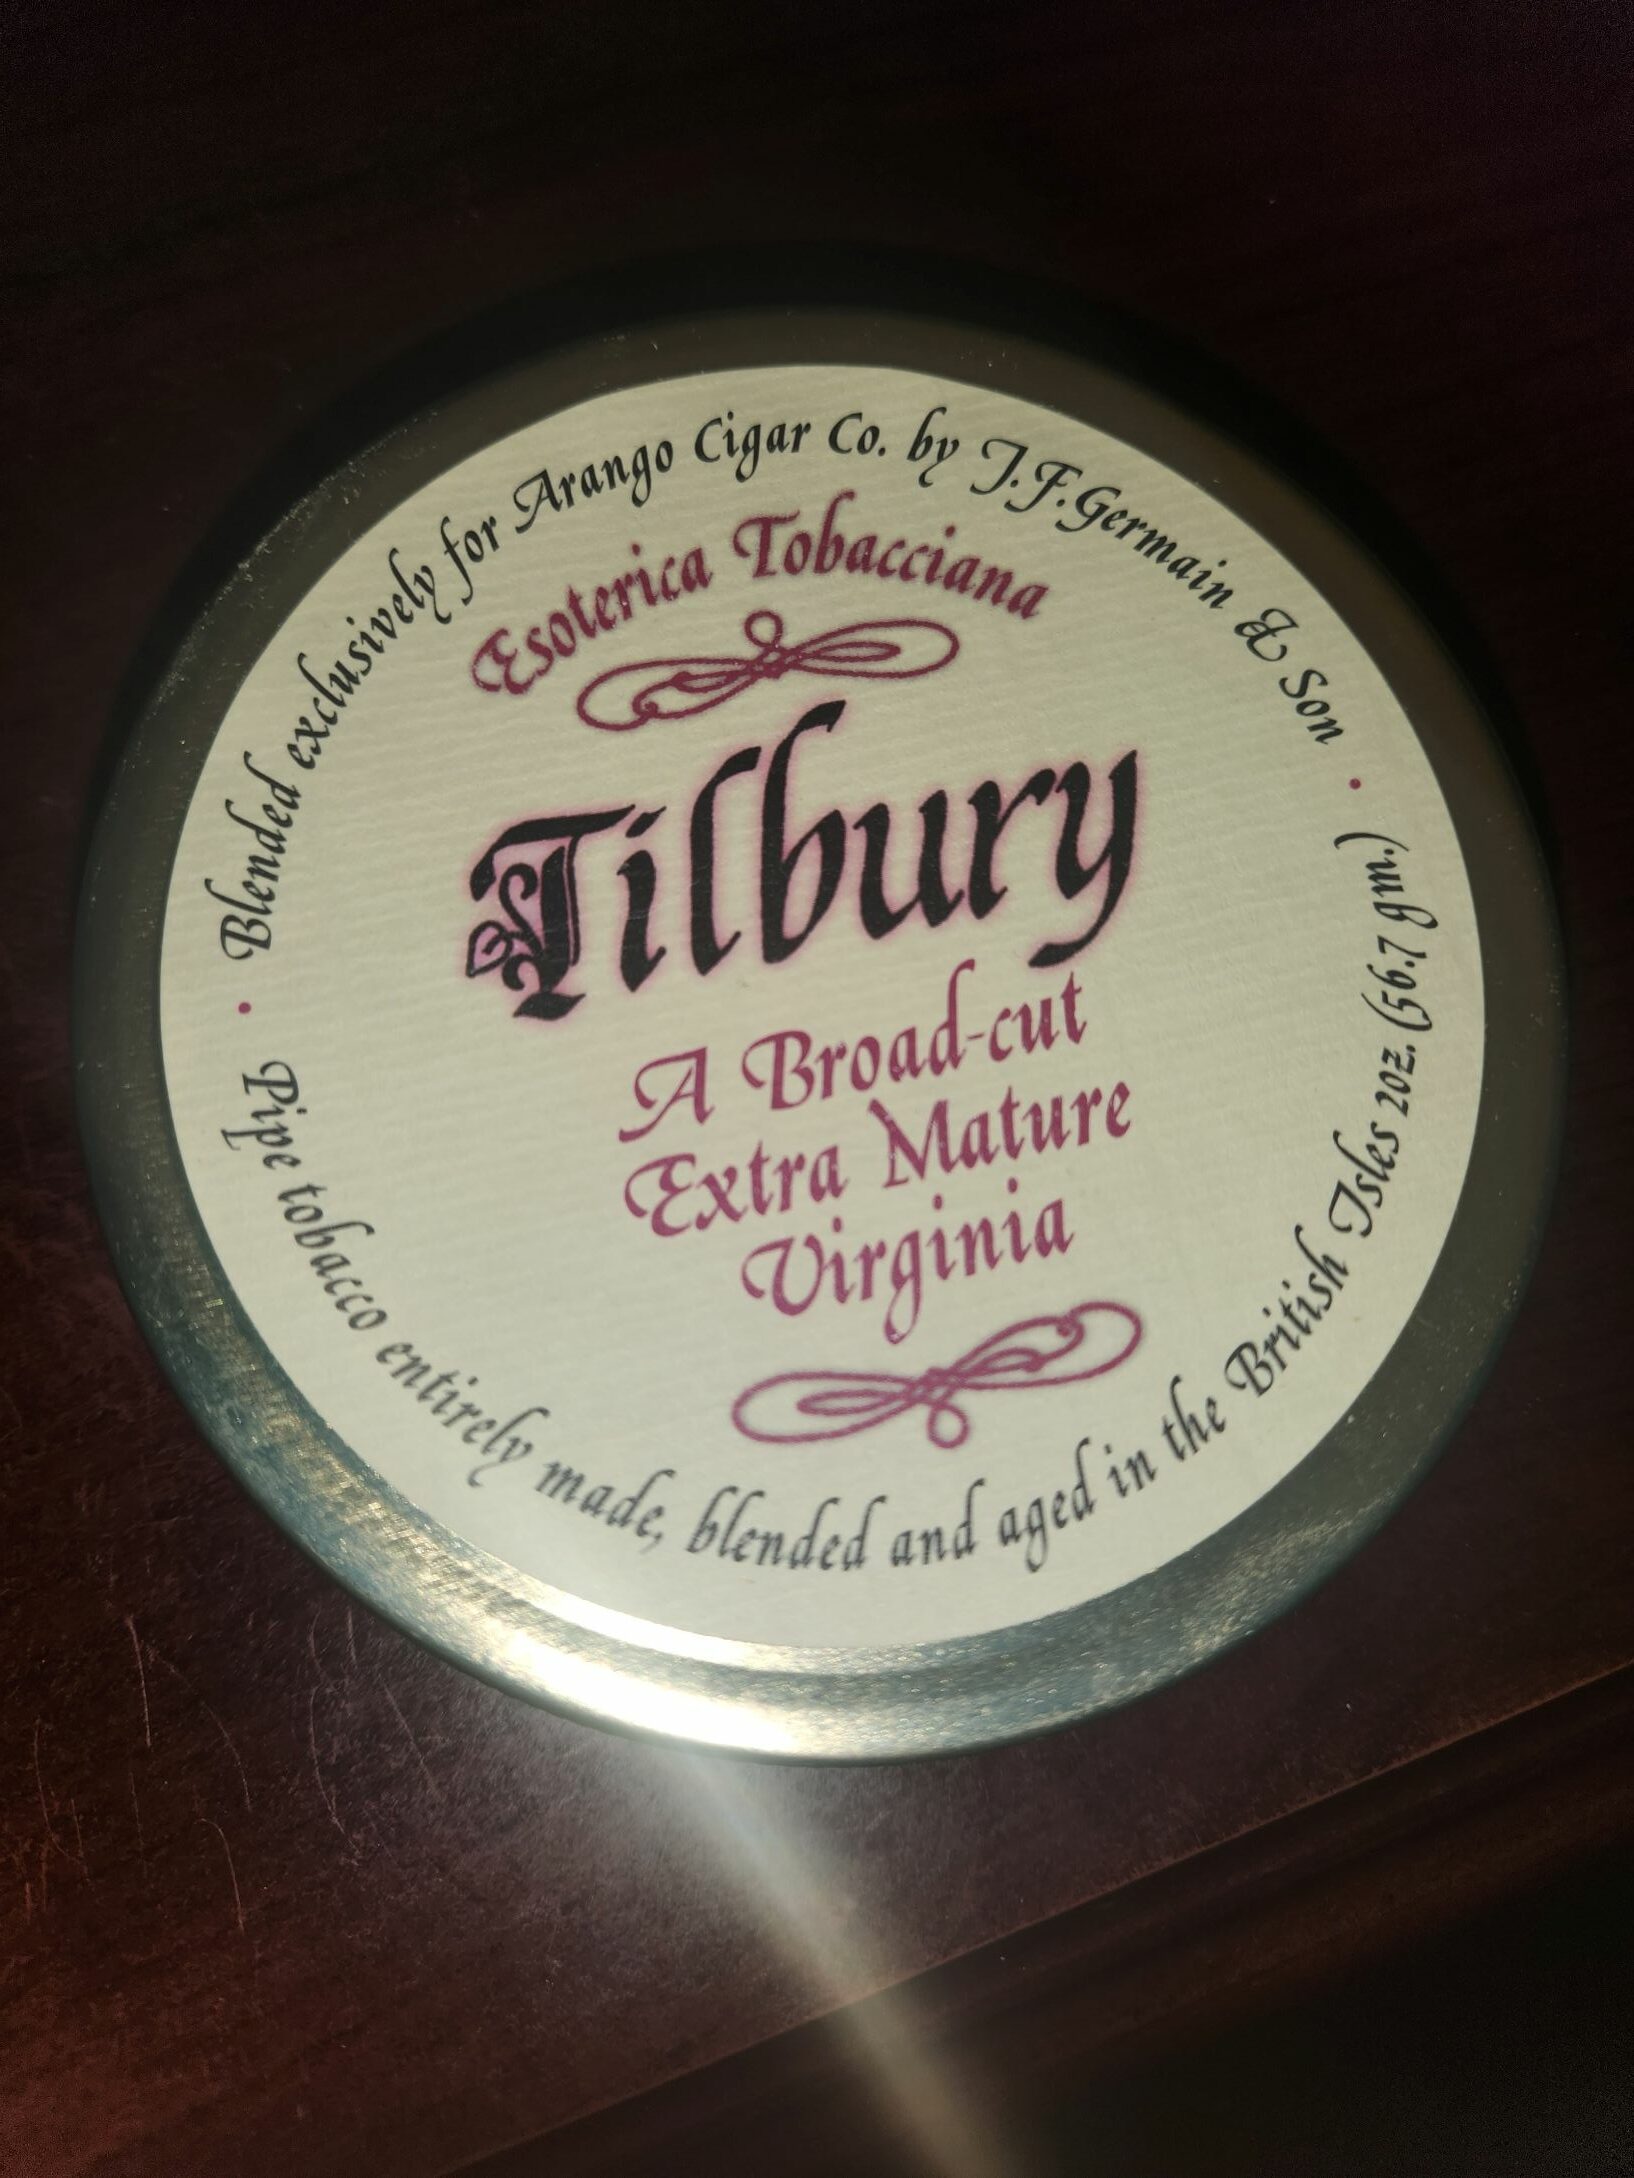 Blended exclusively for Arango Cigar Co. by J.F. Germain & Son
Esoterica Tobacciana
Tilbury
A Broad-cut
Extra Mature
Virginia
Pipe tobacco entirely made, blended and aged in the British Isles 2oz. (56.7 gm.)